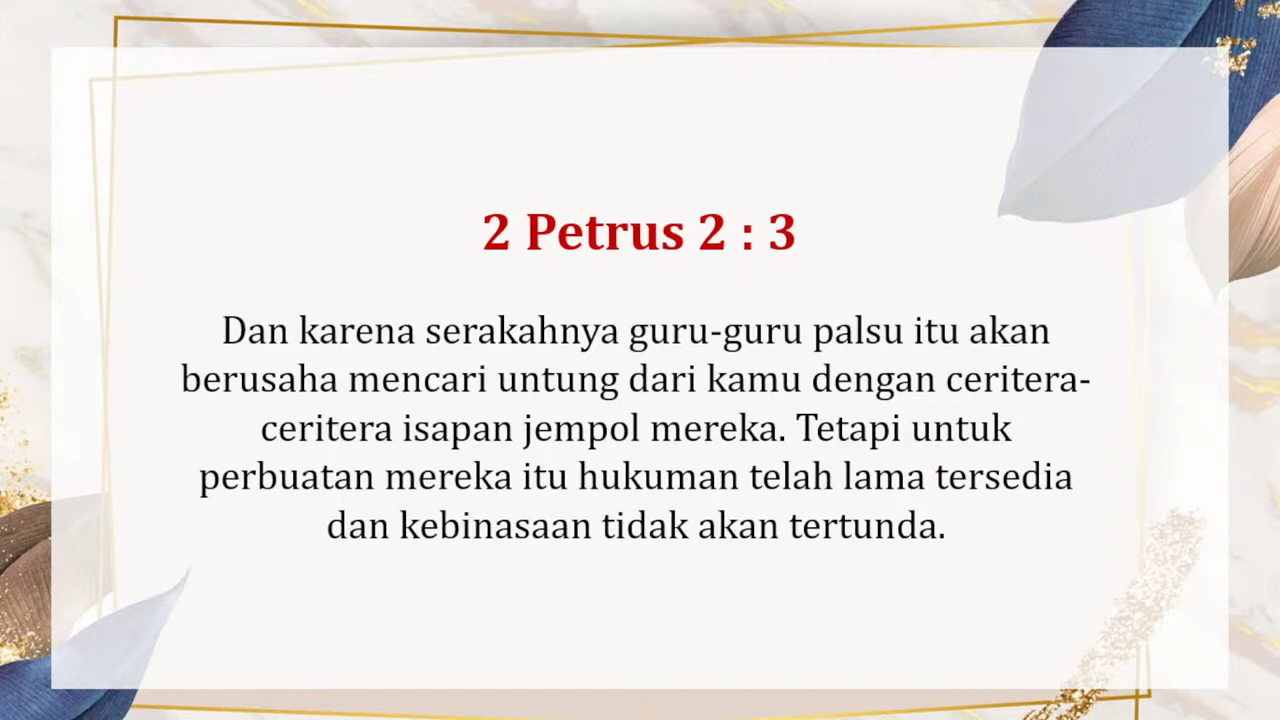 2 Petrus 2 : 3
Dan karena serakahnya guru-guru palsu itu akan
berusaha mencari untung dari kamu dengan ceritera-
ceritera isapan jempol mereka. Tetapi untuk
perbuatan mereka itu hukuman telah lama tersedia
dan kebinasaan tidak akan tertunda.